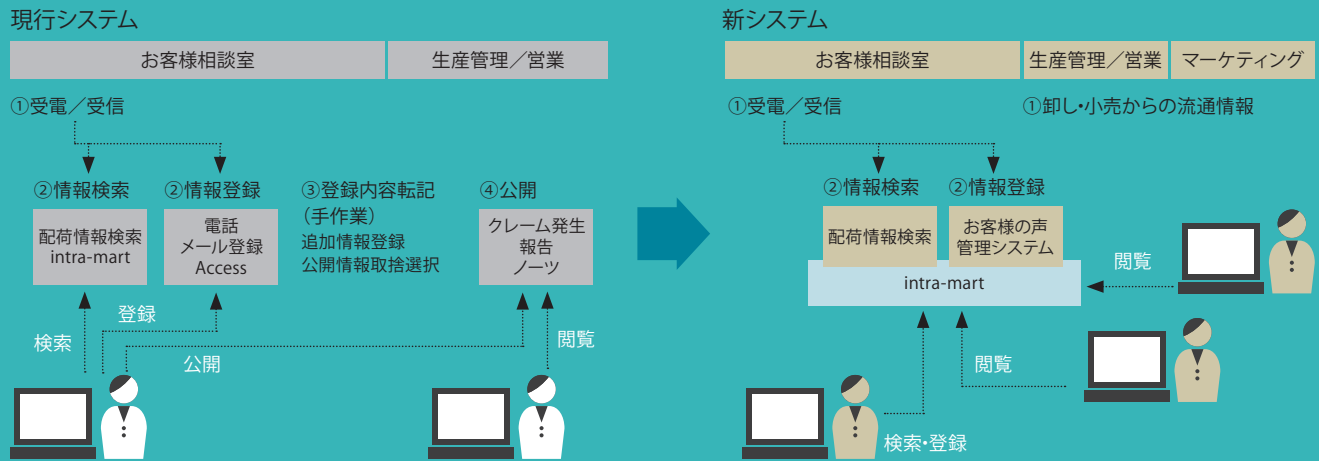 現行システム
お客様相談室
生産管理／営業
①受電／受信
②情報検索
配荷情報検索
intra-mart
②情報登録
電話
メール登録
Access
③登録内容転記
（手作業）
追加情報登録
公開情報取捨選択
④公開
クレーム発生
報告
ノーツ
検索
登録
公開
閲覧
新システム
お客様相談室
生産管理／営業
マーケティング
①受電／受信
①卸し・小売からの流通情報
②情報検索
配荷情報検索
②情報登録
お客様の声
管理システム
intra-mart
閲覧
閲覧
検索・登録